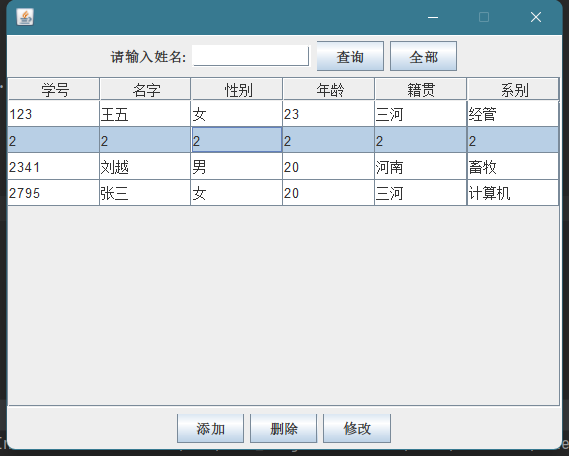 请输入姓名: 查询 全部
学号 名字 性别 年龄 籍贯 系别
123 王五 女 23 三河 经管
2 2 2 2 2 2
2341 刘越 男 20 河南 畜牧
2795 张三 女 20 三河 计算机
添加 删除 修改